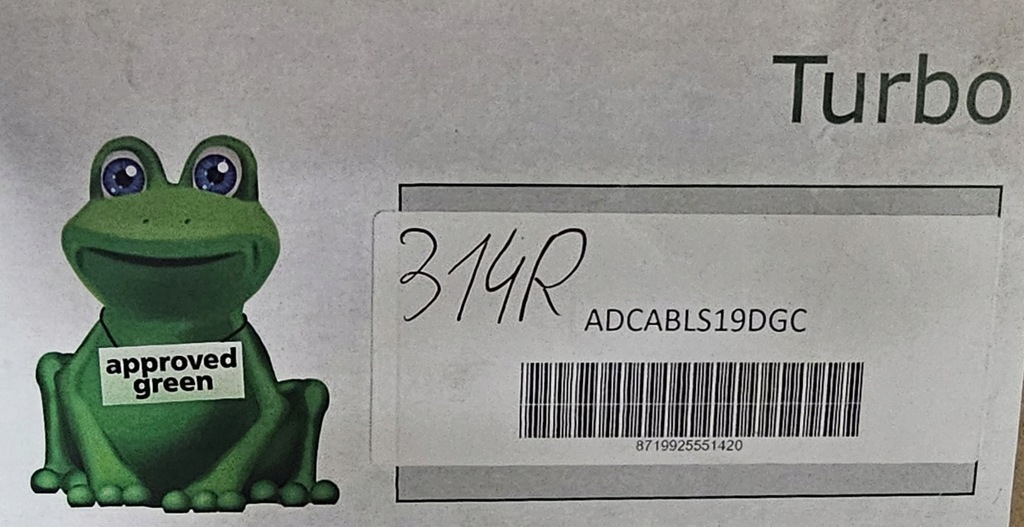 Turbo
314R
ADCABLS19DGC
8719925551420
approved
green